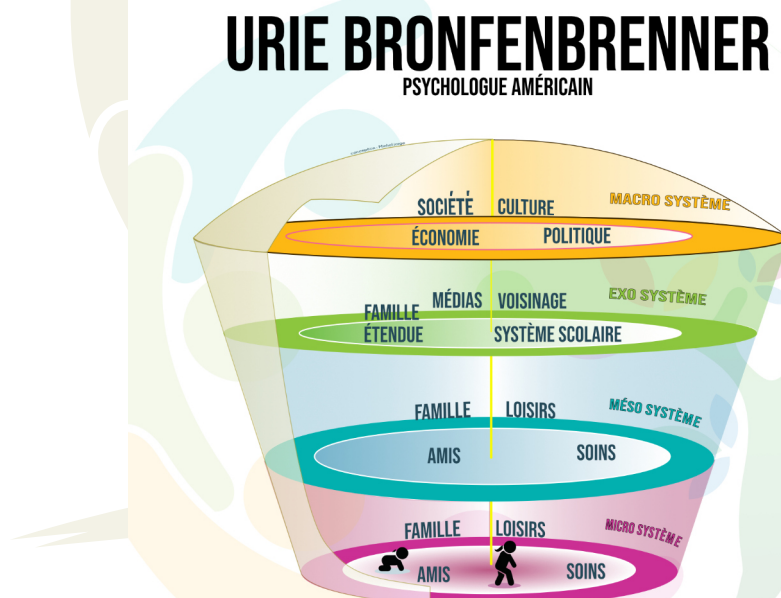 URIE BRONFENBRENNER
PSYCHOLOGUE AMÉRICAIN
SOCIÉTÉ CULTURE MACRO SYSTÈME
ÉCONOMIE POLITIQUE
MÉDIAS VOISINAGE EXO SYSTÈME
FAMILLE
ÉTENDUE SYSTÈME SCOLAIRE
FAMILLE LOISIRS MÉSO SYSTÈME
AMIS SOINS
FAMILLE LOISIRS MICRO SYSTÈME
AMIS SOINS